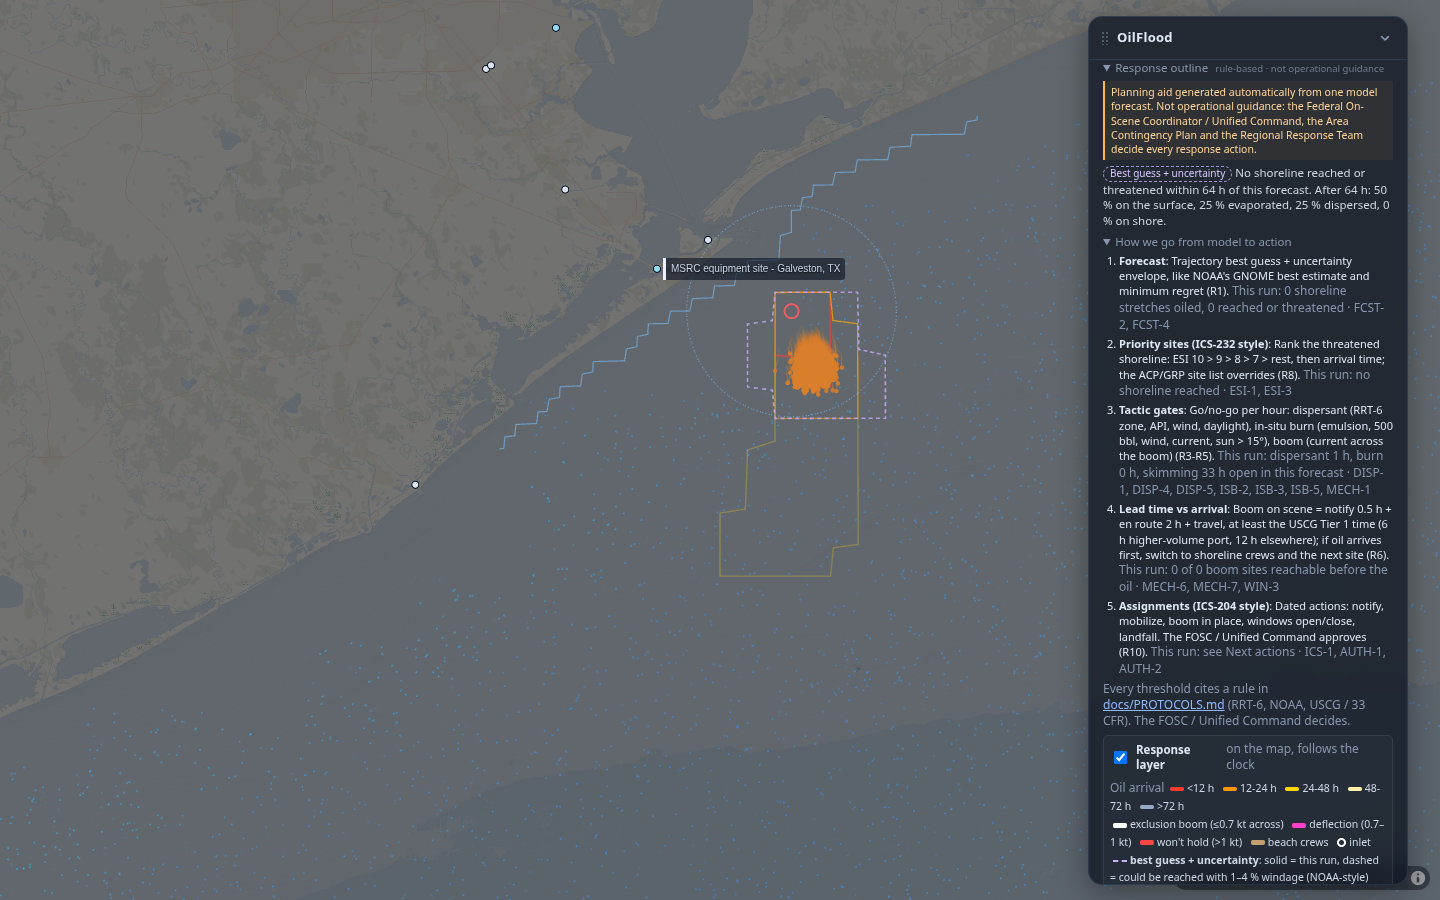 OilFlood
Response outline rule-based · not operational guidance
Planning aid generated automatically from one model
forecast. Not operational guidance: the Federal On-
Scene Coordinator / Unified Command, the Area
Contingency Plan and the Regional Response Team
decide every response action.
Best guess + uncertainty No shoreline reached or
threatened within 64 h of this forecast. After 64 h: 50
% on the surface, 25 % evaporated, 25 % dispersed, 0
% on shore.
How we go from model to action
1. Forecast: Trajectory best guess + uncertainty
envelope, like NOAA's GNOME best estimate and
minimum regret (R1). This run: 0 shoreline
stretches oiled, 0 reached or threatened · FCST-
2, FCST-4
2. Priority sites (ICS-232 style): Rank the threatened
shoreline: ESI 10 > 9 > 8 > 7 > rest, then arrival time;
the ACP/GRP site list overrides (R8). This run: no
shoreline reached · ESI-1, ESI-3
3. Tactic gates: Go/no-go per hour: dispersant (RRT-6
zone, API, wind, daylight), in-situ burn (emulsion, 500
bbl, wind, current, sun > 15°), boom (current across
the boom) (R3-R5). This run: dispersant 1 h, burn
0 h, skimming 33 h open in this forecast · DISP-
1, DISP-4, DISP-5, ISB-2, ISB-3, ISB-5, MECH-1
4. Lead time vs arrival: Boom on scene = notify 0.5 h +
en route 2 h + travel, at least the USCG Tier 1 time (6
h higher-volume port, 12 h elsewhere); if oil arrives
first, switch to shoreline crews and the next site (R6).
This run: 0 of 0 boom sites reachable before the
oil · MECH-6, MECH-7, WIN-3
5. Assignments (ICS-204 style): Dated actions: notify,
mobilize, boom in place, windows open/close,
landfall. The FOSC / Unified Command approves
(R10). This run: see Next actions · ICS-1, AUTH-1,
AUTH-2
Every threshold cites a rule in
docs/PROTOCOLS.md (RRT-6, NOAA, USCG / 33
CFR). The FOSC / Unified Command decides.
Response layer on the map, follows the clock
Oil arrival <12 h 12-24 h 24-48 h 48-
72 h >72 h
exclusion boom (≤0.7 kt across) deflection (0.7–
1 kt) won't hold (>1 kt) beach crews inlet
best guess + uncertainty: solid = this run, dashed
= could be reached with 1–4 % windage (NOAA-style)
MSRC equipment site - Galveston, TX